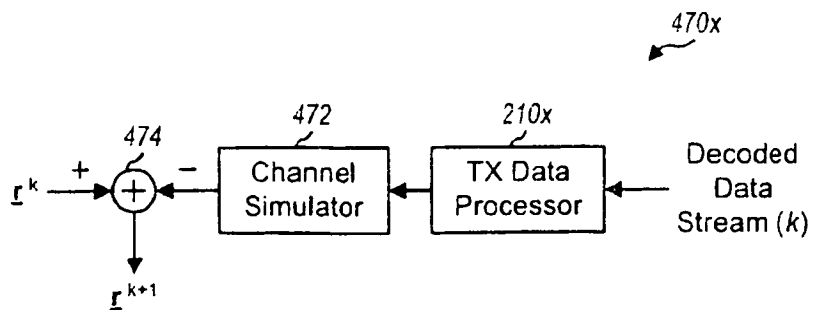 470x
474
472
210x
+
−
r^k
+
Channel
Simulator
TX Data
Processor
Decoded
Data
Stream (k)
r^k+1